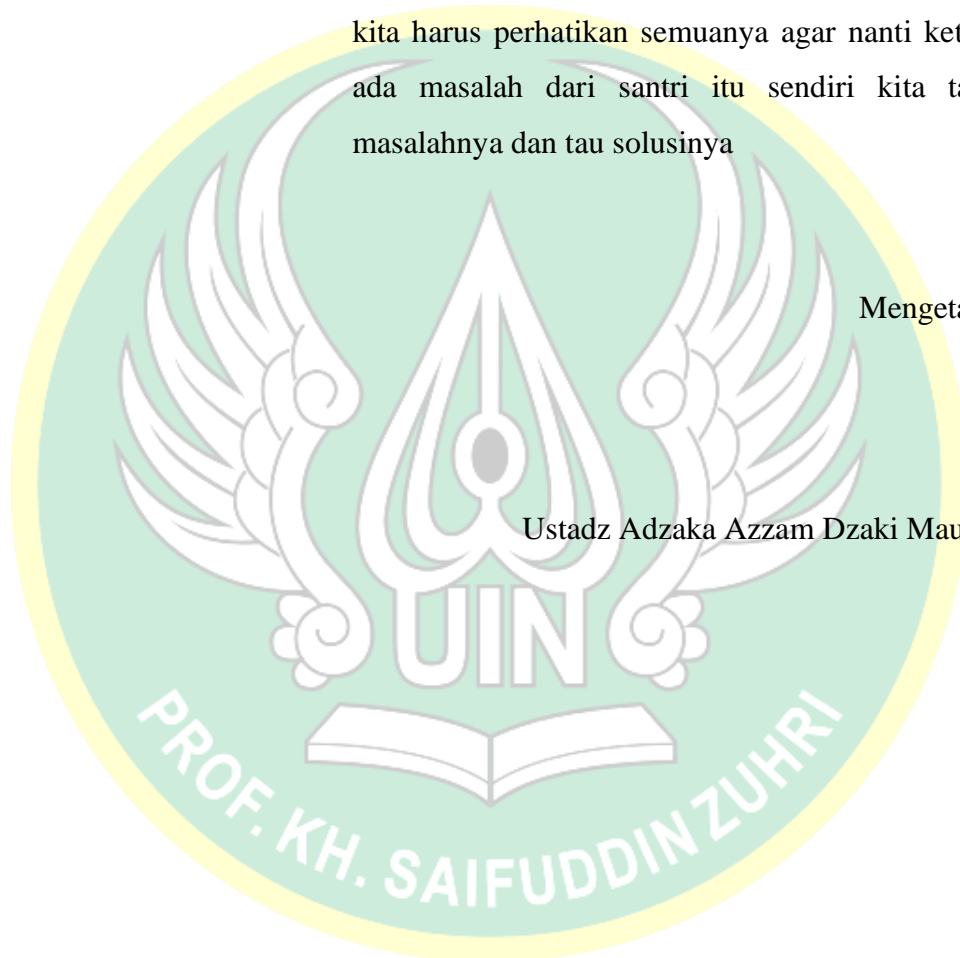 kita harus perhatikan semuanya agar nanti ket
ada masalah dari santri itu sendiri kita ta
masalahnya dan tau solusinya
Mengeta
Ustadz Adzaka Azzam Dzaki Mau
UIN
PROF. KH. SAIFUDDIN ZUHRI